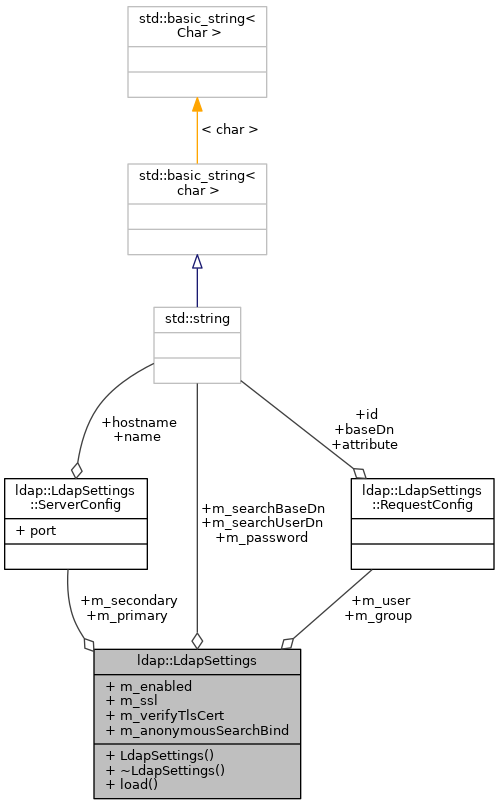 std::basic_string<
Char >
< char >
std::basic_string<
char >
std::string
+hostname
+name
+id
+baseDn
+attribute
ldap::LdapSettings
::ServerConfig
+ port
+m_searchBaseDn
+m_searchUserDn
+m_password
ldap::LdapSettings
::RequestConfig
+m_secondary
+m_primary
+m_user
+m_group
ldap::LdapSettings
+ m_enabled
+ m_ssl
+ m_verifyTlsCert
+ m_anonymousSearchBind
+ LdapSettings()
+ ~LdapSettings()
+ load()